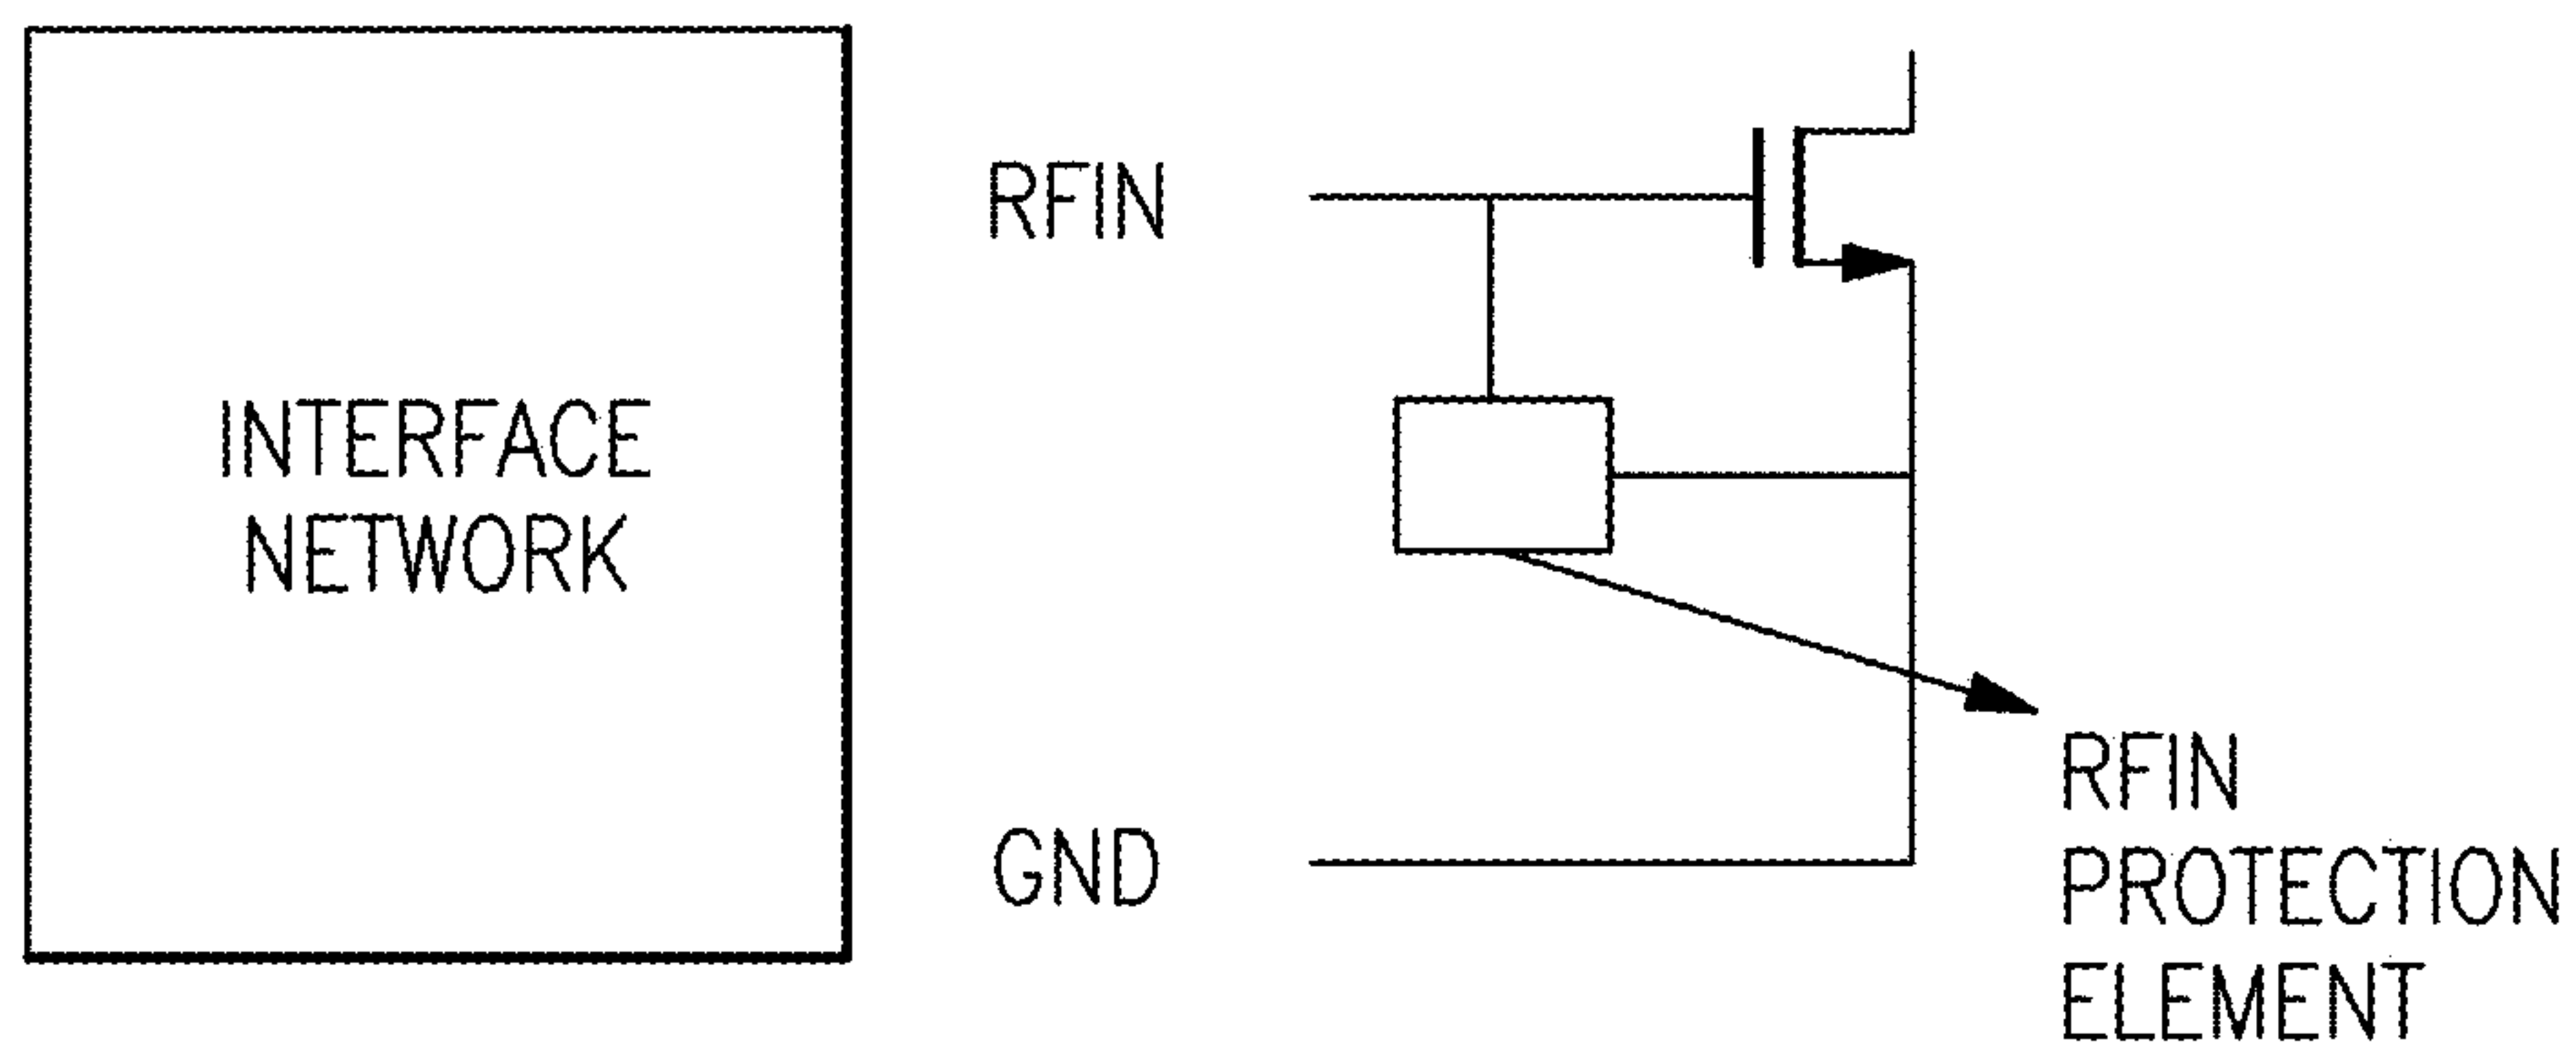 INTERFACE
NETWORK
RFIN
GND
RFIN
PROTECTION
ELEMENT